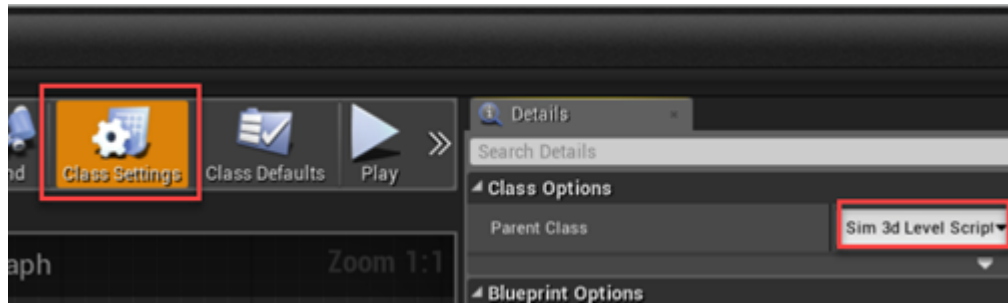 Details
Search Details
nd
Class Settings
Class Defaults
Play
Class Options
Parent Class
Sim 3d Level Script
aph
Zoom 1:1
Blueprint Options